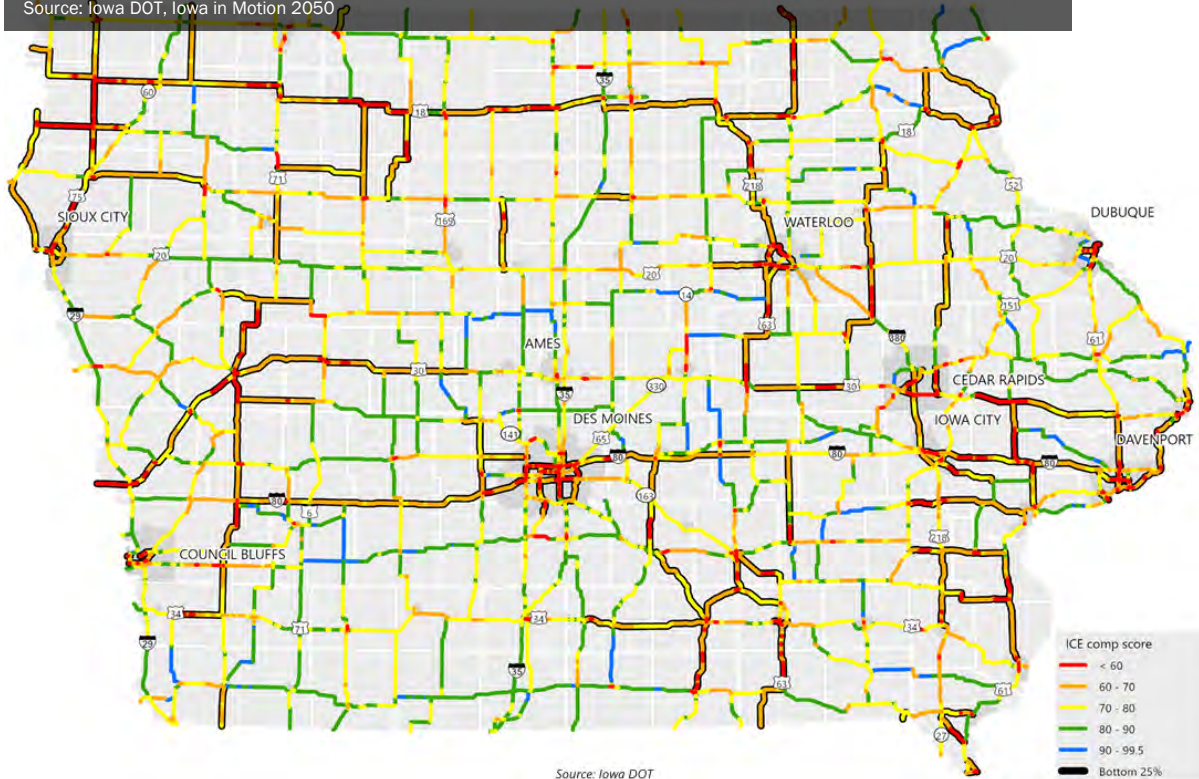 Source: Iowa DOT, Iowa in Motion 2050
35
60
18
18
71
75
218
52
SIOUX CITY
169
WATERLOO
DUBUQUE
20
20
20
14
151
29
63
61
380
AMES
30
330
30
CEDAR RAPIDS
35
DES MOINES
IOWA CITY
141
65
DAVENPORT
80
80
80
163
80
6
218
COUNCIL BLUFFS
34
34
34
71
29
35
63
61
27
ICE comp score
< 60
60 - 70
70 - 80
80 - 90
90 - 99.5
Bottom 25%
Source: Iowa DOT